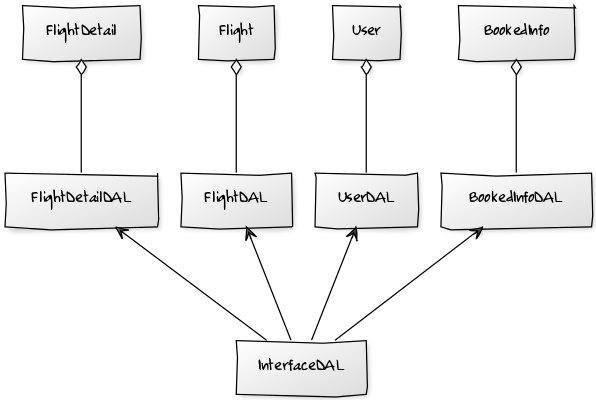 FlightDetail
Flight
User
BookedInfo
FlightDetailDAL
FlightDAL
UserDAL
BookedInfoDAL
InterfaceDAL